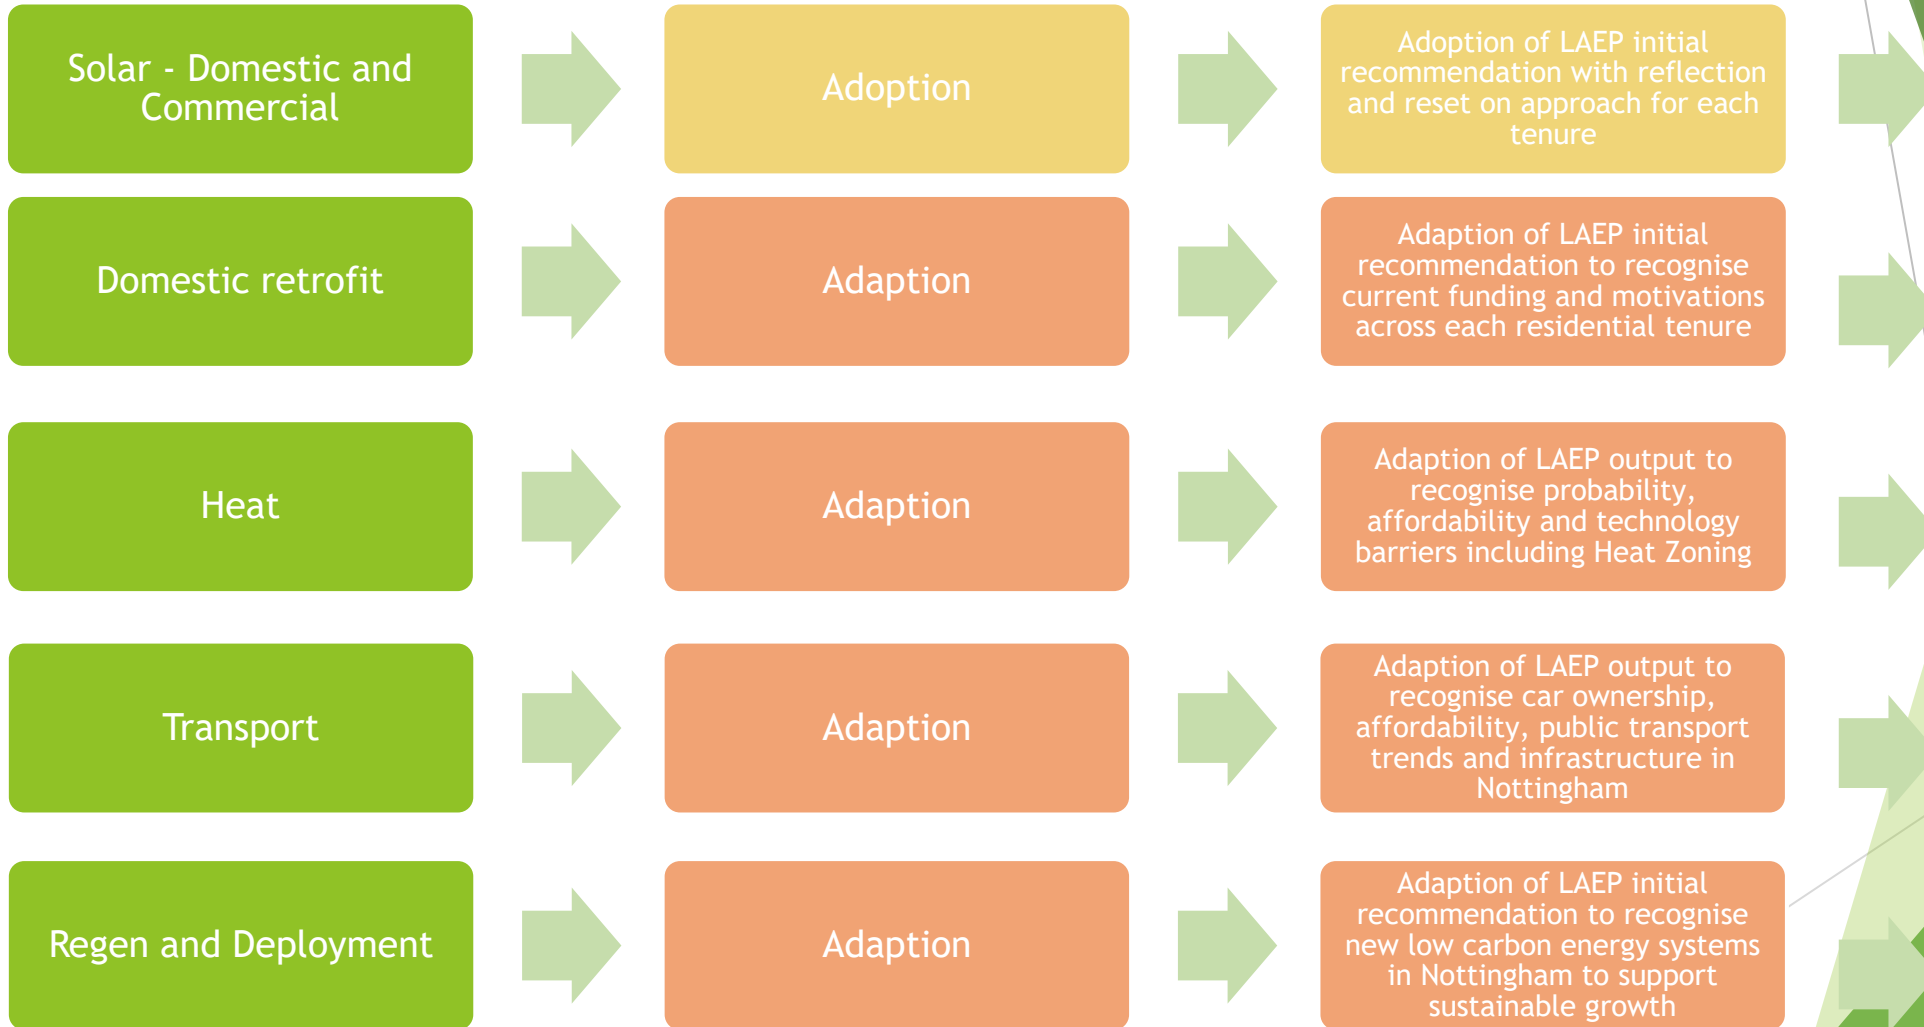 Solar - Domestic and
Commercial
Adoption
Adoption of LAEP initial
recommendation with reflection
and reset on approach for each
tenure
Domestic retrofit
Adaption
Adaption of LAEP initial
recommendation to recognise
current funding and motivations
across each residential tenure
Heat
Adaption
Adaption of LAEP output to
recognise probability,
affordability and technology
barriers including Heat Zoning
Transport
Adaption
Adaption of LAEP output to
recognise car ownership,
affordability, public transport
trends and infrastructure in
Nottingham
Regen and Deployment
Adaption
Adaption of LAEP initial
recommendation to recognise
new low carbon energy systems
in Nottingham to support
sustainable growth